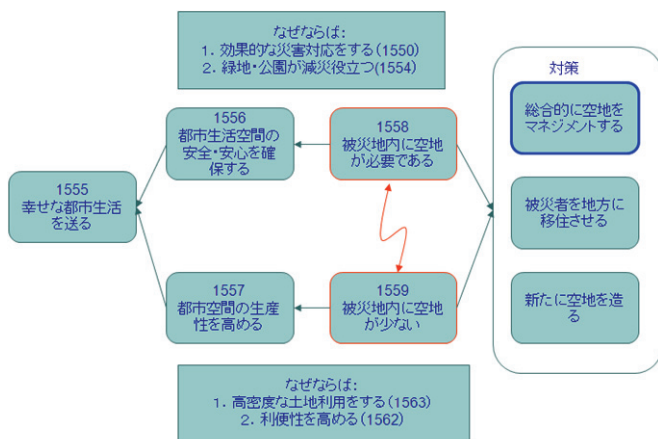 なぜならば:
1. 効果的な災害対応をする(1550)
2. 緑地・公園が減災役立つ(1554)
対策
総合的に空地を
マネジメントする
1556
都市生活空間の
安全・安心を確
保する
1558
被災地内に空地
が必要である
1555
幸せな都市生活
を送る
被災者を地方に
移住させる
1557
都市空間の生産
性を高める
1559
被災地内に空地
が少ない
新たに空地を造
る
なぜならば:
1. 高密度な土地利用をする(1563)
2. 利便性を高める(1562)